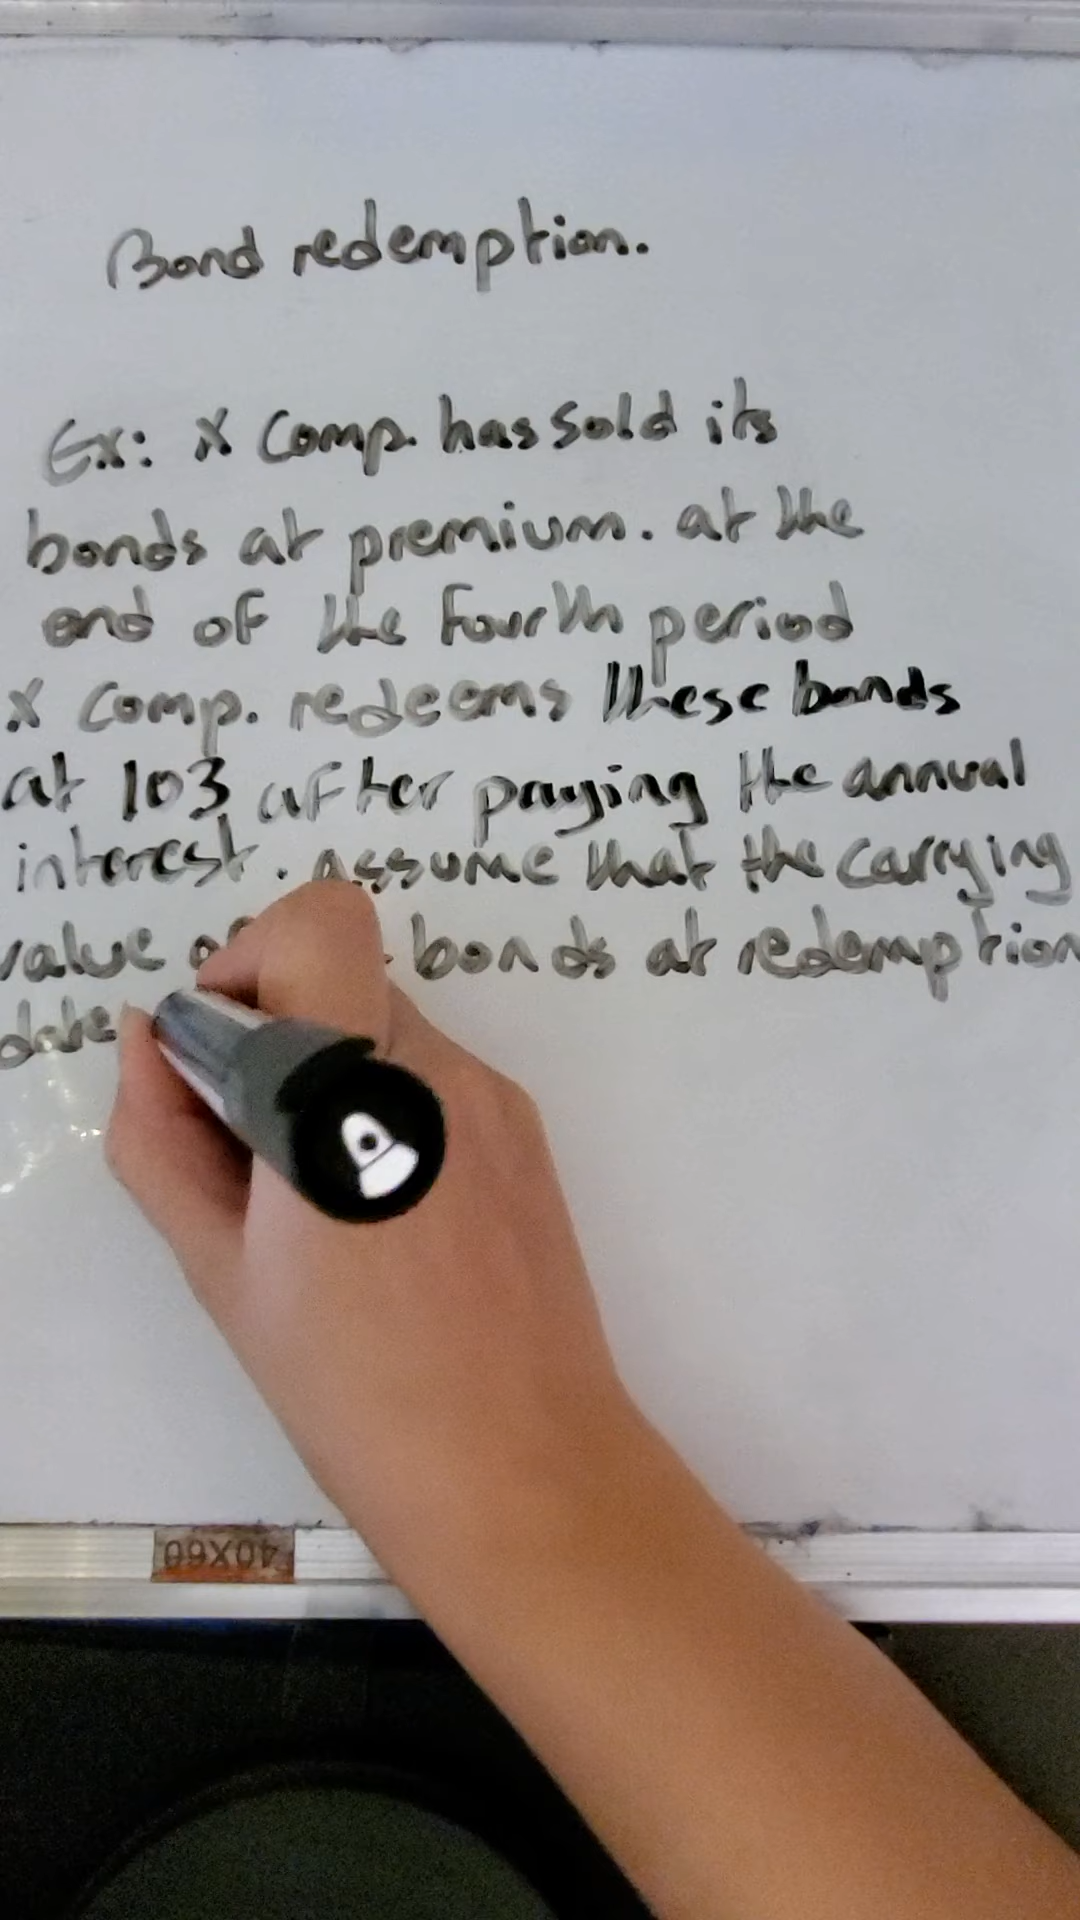 Bond redemption.
Ex: X Comp. has sold its
bonds at premium. at the
end of the fourth period
X Comp. redeems these bonds
at 103 after paying the annual
interest. Assume that the carrying
value bonds at redemption
date
40X60